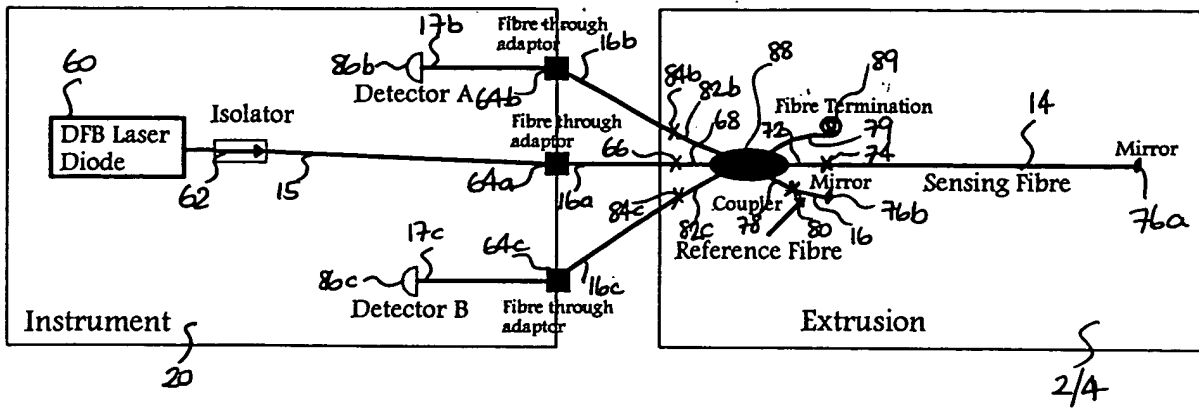 17b
Fibre through
adaptor
16b
88
89
60
86b
Detector A
64b
84b
82b
Fibre Termination
14
Isolator
DFB Laser
Diode
Fibre through
adaptor
66
68
72
79
74
Mirror
62
15
64a
16a
84c
Coupler
Mirror
Sensing Fibre
76b
76a
17c
64c
82c
78
80
16
Reference Fibre
86c
16c
Detector B
Fibre through
adaptor
Instrument
Extrusion
20
2/4